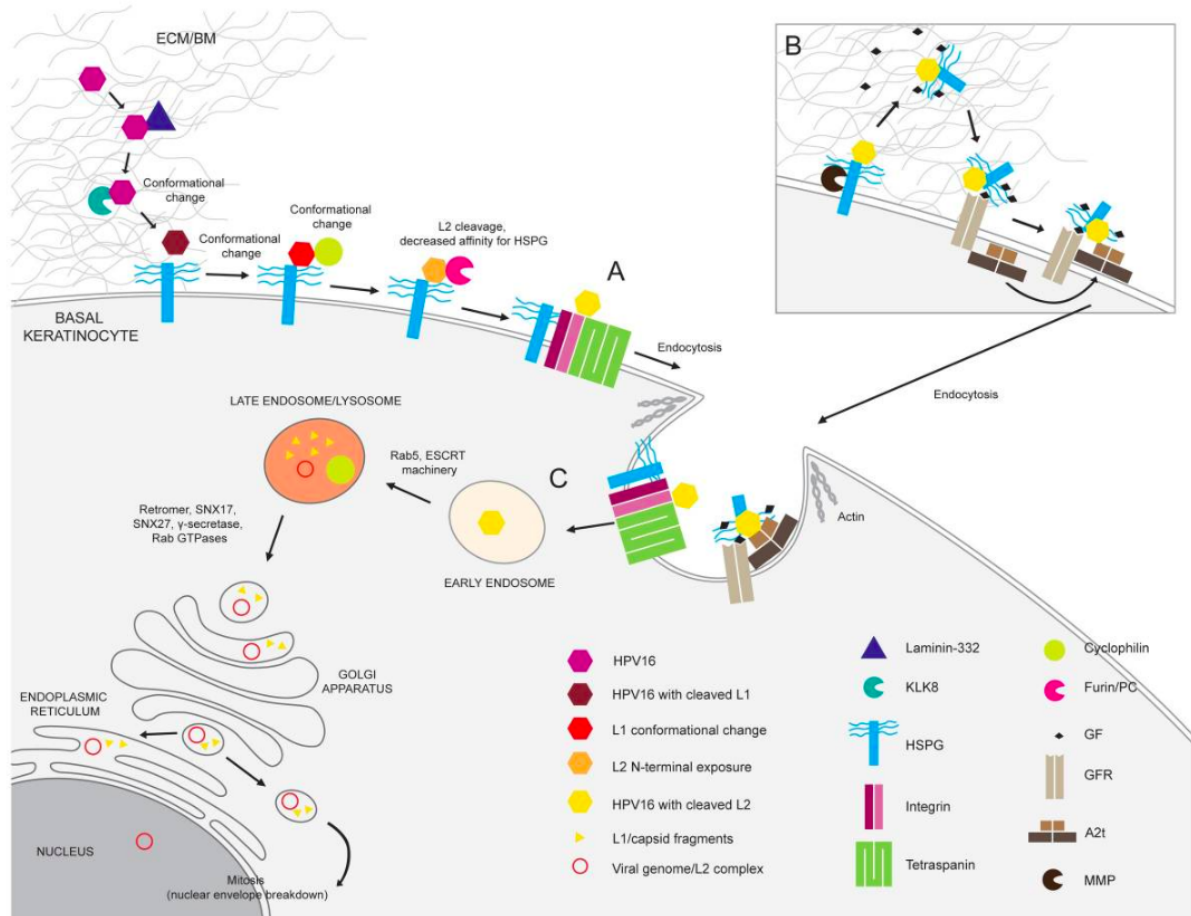 ECM/BM
Conformational
change
Conformational
change
Conformational
change
L2 cleavage,
decreased affinity for HSPG
A
B
BASAL
KERATINOCYTE
Endocytosis
Endocytosis
LATE ENDOSOME/LYSOSOME
Rab5, ESCRT
machinery
C
Retromer, SNX17,
SNX27, γ-secretase,
Rab GTPases
EARLY ENDOSOME
Actin
GOLGI
APPARATUS
ENDOPLASMIC
RETICULUM
NUCLEUS
Mitosis
(nuclear envelope breakdown)
HPV16
HPV16 with cleaved L1
L1 conformational change
L2 N-terminal exposure
HPV16 with cleaved L2
L1/capsid fragments
Viral genome/L2 complex
Laminin-332
KLK8
HSPG
Integrin
Tetraspanin
Cyclophilin
Furin/PC
GF
GFR
A2t
MMP